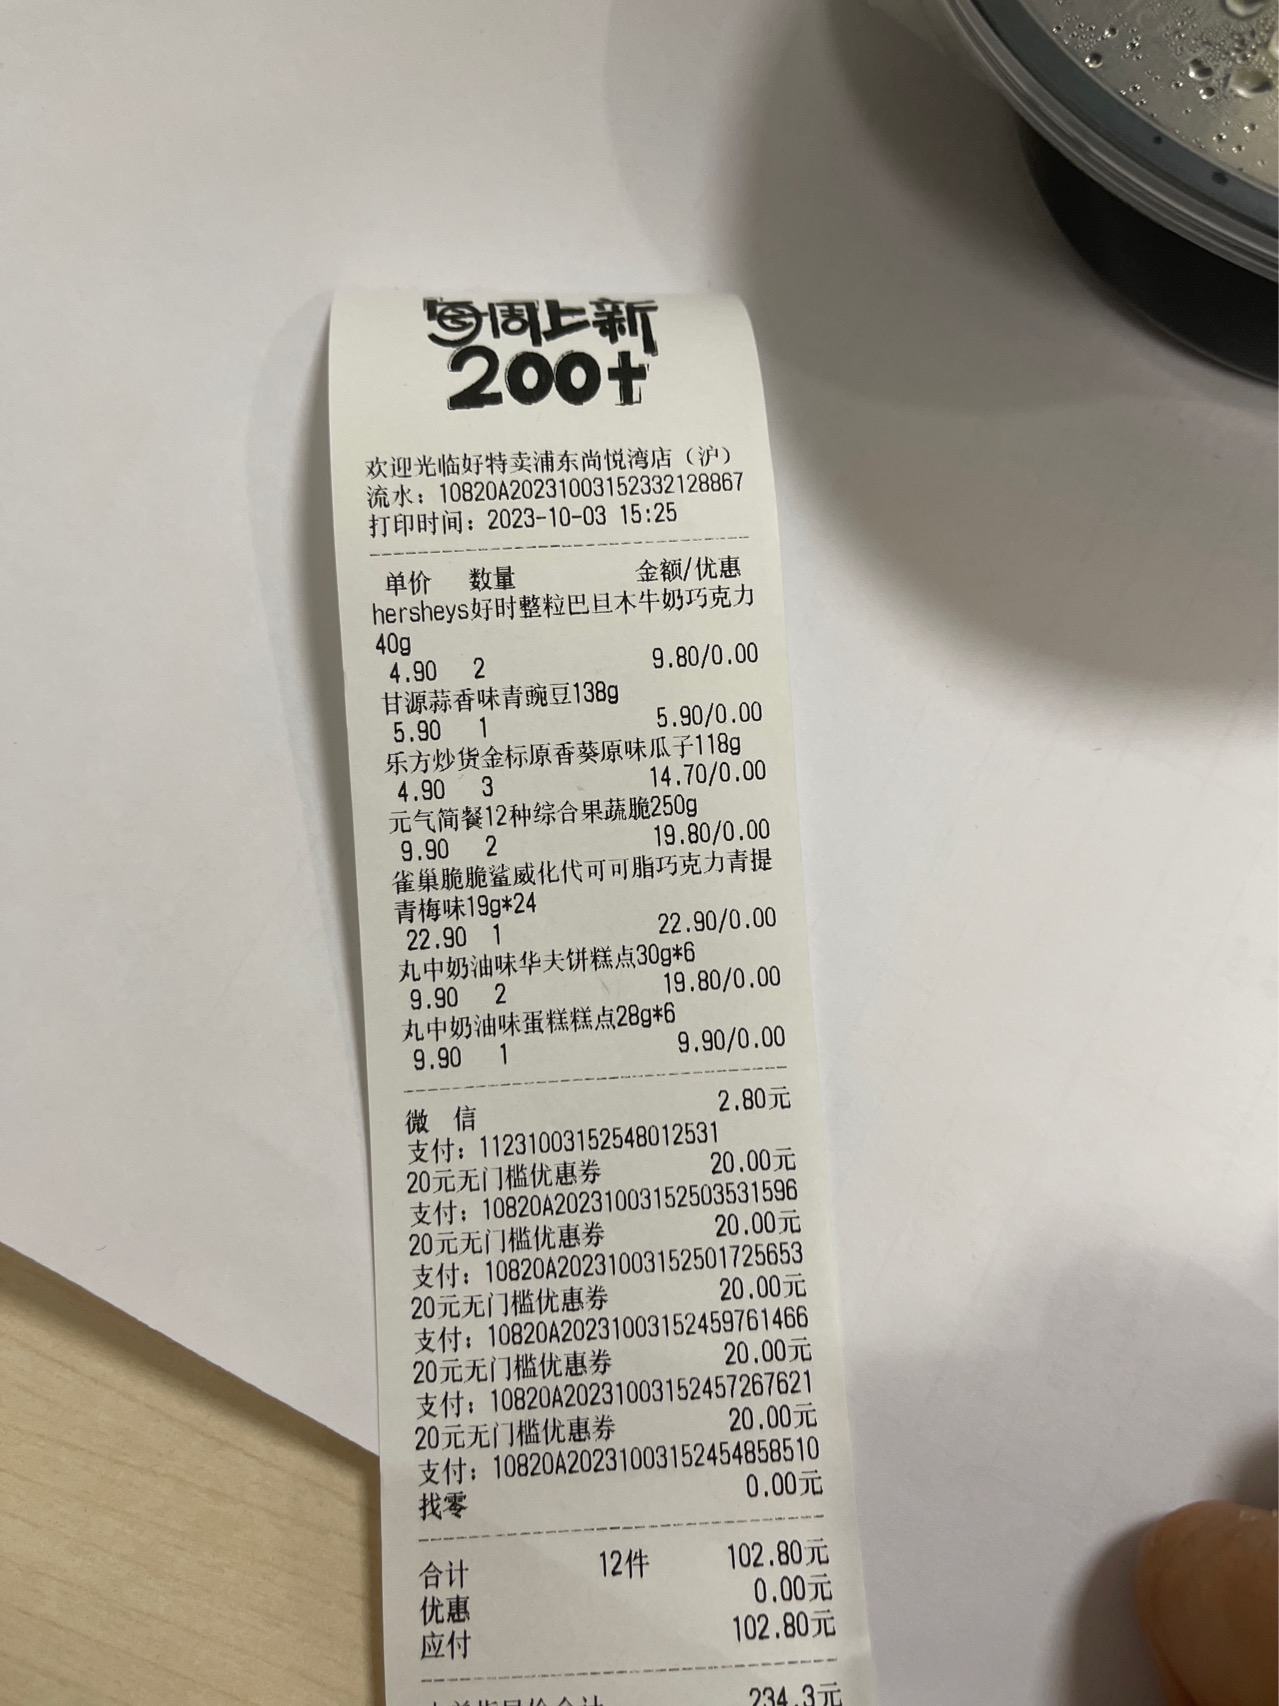 每周上新
200+
欢迎光临好特卖浦东尚悦湾店（沪）
流水：10820A20231003152332128867
打印时间：2023-10-03 15:25
单价 数量 金额/优惠
hersheys好时整粒巴旦木牛奶巧克力
40g
4.90 2 9.80/0.00
甘源蒜香味青豌豆138g
5.90 1 5.90/0.00
乐方炒货金标原香葵原味瓜子118g
4.90 3 14.70/0.00
元气简餐12种综合果蔬脆250g
9.90 2 19.80/0.00
雀巢脆脆鲨威化代可可脂巧克力青提
青梅味19g*24
22.90 1 22.90/0.00
丸中奶油味华夫饼糕点30g*6
9.90 2 19.80/0.00
丸中奶油味蛋糕糕点28g*6
9.90 1 9.90/0.00
微 信 2.80元
支付：11231003152548012531
20元无门槛优惠券 20.00元
支付：10820A20231003152503531596
20元无门槛优惠券 20.00元
支付：10820A20231003152501725653
20元无门槛优惠券 20.00元
支付：10820A20231003152459761466
20元无门槛优惠券 20.00元
支付：10820A20231003152457267621
20元无门槛优惠券 20.00元
支付：10820A20231003152454858510
找零 0.00元
合计 12件 102.80元
优惠 0.00元
应付 102.80元
234.3元